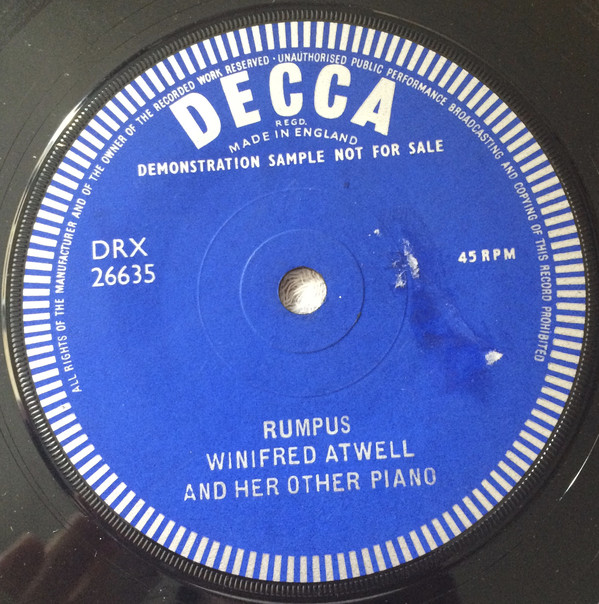 ALL RIGHTS OF THE MANUFACTURER AND OF THE OWNER OF THE RECORDED WORK RESERVED · UNAUTHORISED PUBLIC PERFORMANCE BROADCASTING AND COPYING OF THIS RECORD PROHIBITED
DECCA
REGD.
MADE IN ENGLAND
DEMONSTRATION SAMPLE NOT FOR SALE
DRX
26635
45 RPM
RUMPUS
WINIFRED ATWELL
AND HER OTHER PIANO